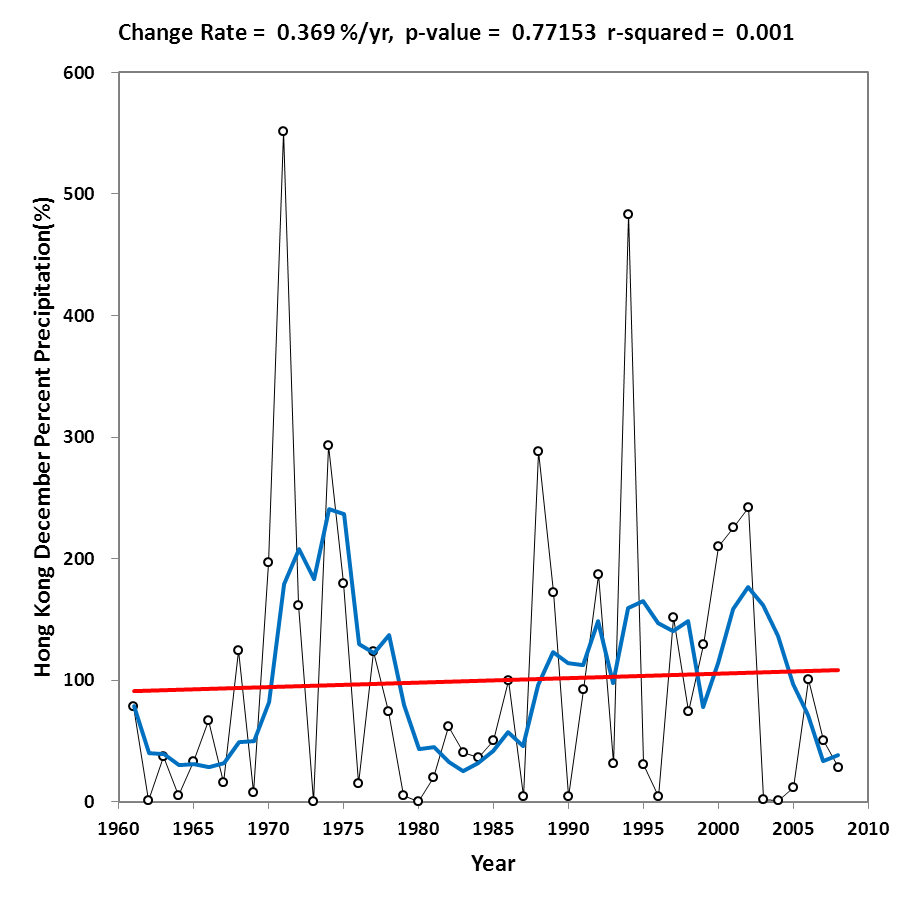 Change Rate = 0.369 %/yr, p-value = 0.77153 r-squared = 0.001
600
500
400
300
200
100
0
Hong Kong December Percent Precipitation(%)
1960 1965 1970 1975 1980 1985 1990 1995 2000 2005 2010
Year